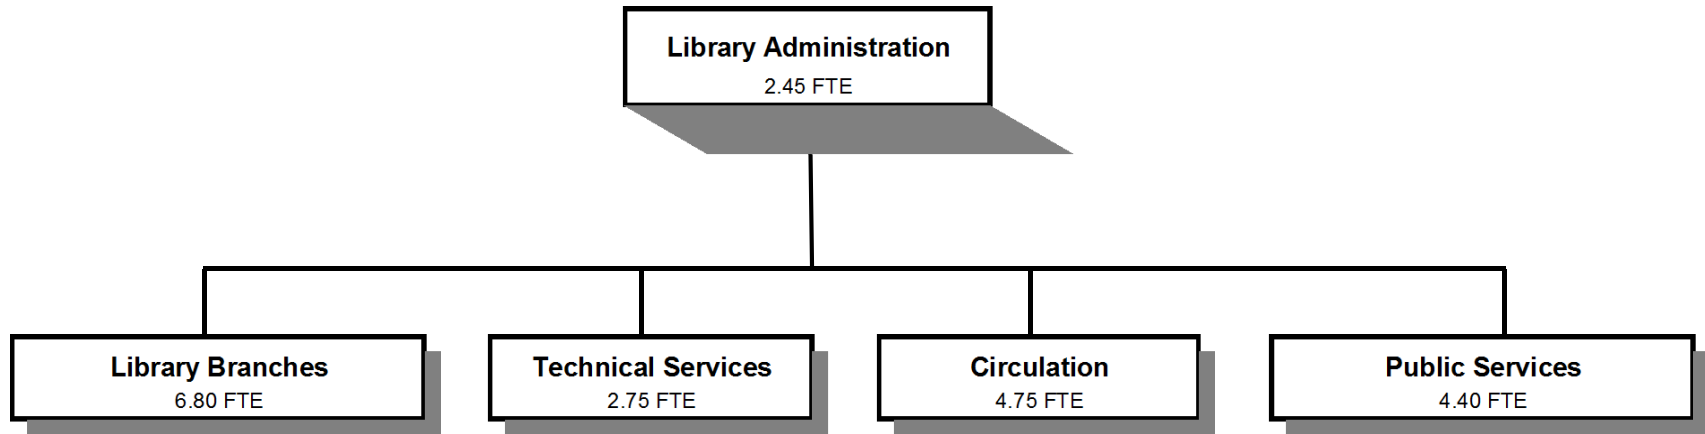 Library Administration
2.45 FTE
Library Branches
6.80 FTE
Technical Services
2.75 FTE
Circulation
4.75 FTE
Public Services
4.40 FTE